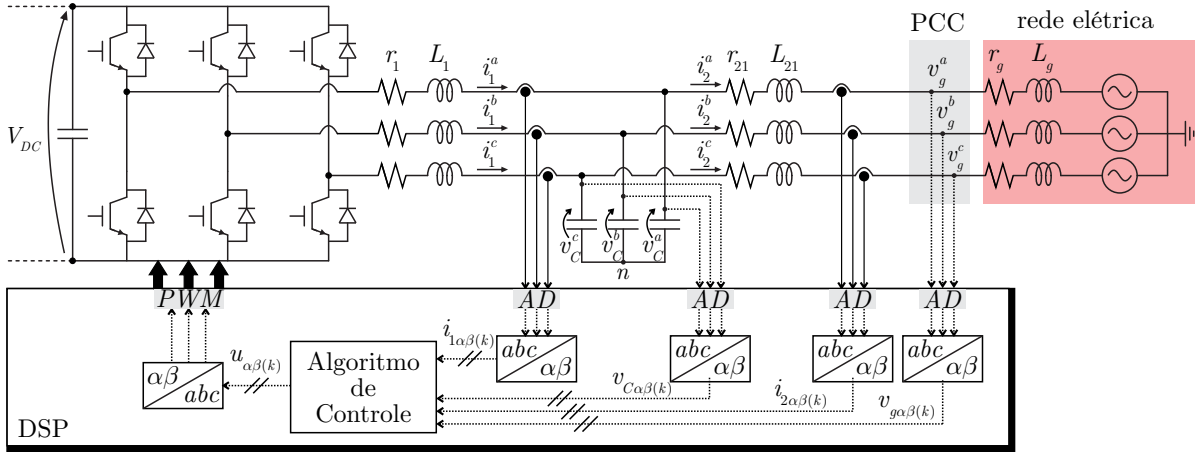 PCC
rede elétrica
V_DC
r_1
L_1
i_1^a
i_1^b
i_1^c
i_2^a
i_2^b
i_2^c
r_21
L_21
v_g^a
v_g^b
v_g^c
r_g
L_g
v_C^c
v_C^b
v_C^a
n
PWM
AD
AD
AD
AD
abc
αβ
abc
αβ
abc
αβ
abc
αβ
αβ
abc
u_αβ(k)
i_1αβ(k)
Algoritmo
de
Controle
v_Cαβ(k)
i_2αβ(k)
v_gαβ(k)
DSP